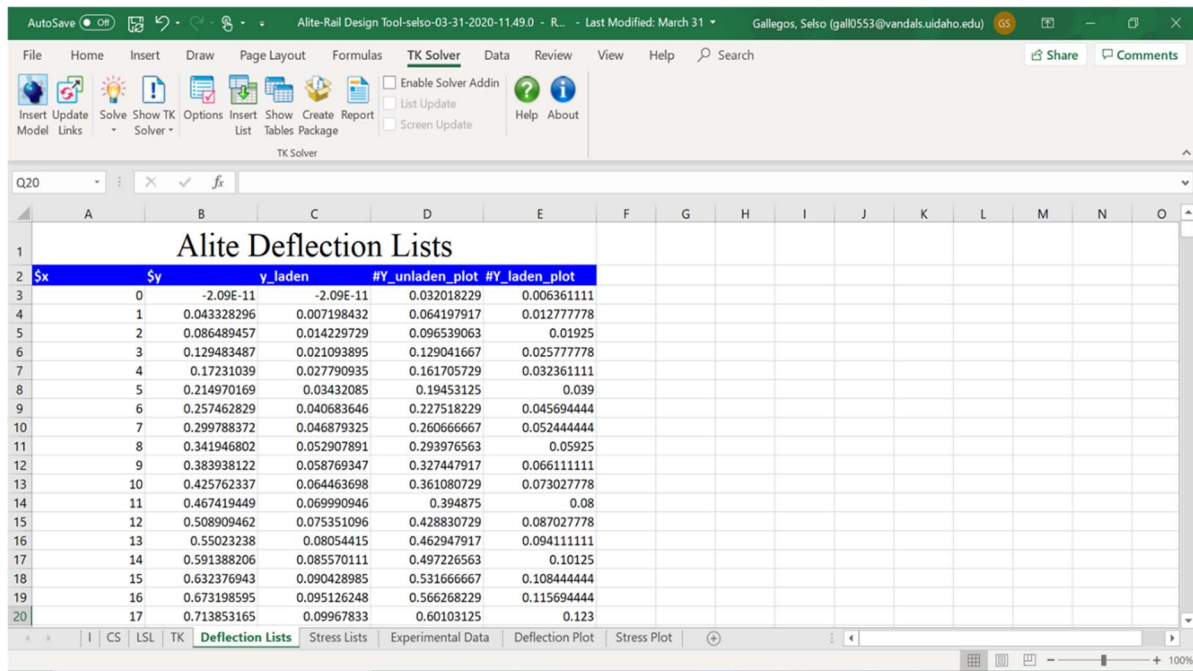 AutoSave Off Alite-Rail Design Tool-selso-03-31-2020-11.49.0 - R... - Last Modified: March 31 Gallegos, Selso (gall0553@vandals.uidaho.edu) GS
File Home Insert Draw Page Layout Formulas TK Solver Data Review View Help Search Share Comments
Insert Model Update Links Solve Show TK Solver Options Insert List Show Tables Create Package Report Enable Solver Addin List Update Screen Update Help About
TK Solver
Q20 fx
A B C D E F G H I J K L M N O
1 Alite Deflection Lists
2 $x $y y_laden #Y_unladen_plot #Y_laden_plot
3 0 -2.09E-11 -2.09E-11 0.032018229 0.006361111
4 1 0.043328296 0.007198432 0.064197917 0.012777778
5 2 0.086489457 0.014229729 0.096539063 0.01925
6 3 0.129483487 0.021093895 0.129041667 0.025777778
7 4 0.17231039 0.027790935 0.161705729 0.032361111
8 5 0.214970169 0.03432085 0.19453125 0.039
9 6 0.257462829 0.040683646 0.227518229 0.045694444
10 7 0.299788372 0.046879325 0.260666667 0.052444444
11 8 0.341946802 0.052907891 0.293976563 0.05925
12 9 0.383938122 0.058769347 0.327447917 0.066111111
13 10 0.425762337 0.064463698 0.361080729 0.073027778
14 11 0.467419449 0.069990946 0.394875 0.08
15 12 0.508909462 0.075351096 0.428830729 0.087027778
16 13 0.55023238 0.08054415 0.462947917 0.094111111
17 14 0.591388206 0.085570111 0.497226563 0.10125
18 15 0.632376943 0.090428985 0.531666667 0.108444444
19 16 0.673198595 0.095126248 0.566268229 0.115694444
20 17 0.713853165 0.09967833 0.60103125 0.123
I CS LSL TK Deflection Lists Stress Lists Experimental Data Deflection Plot Stress Plot
100%